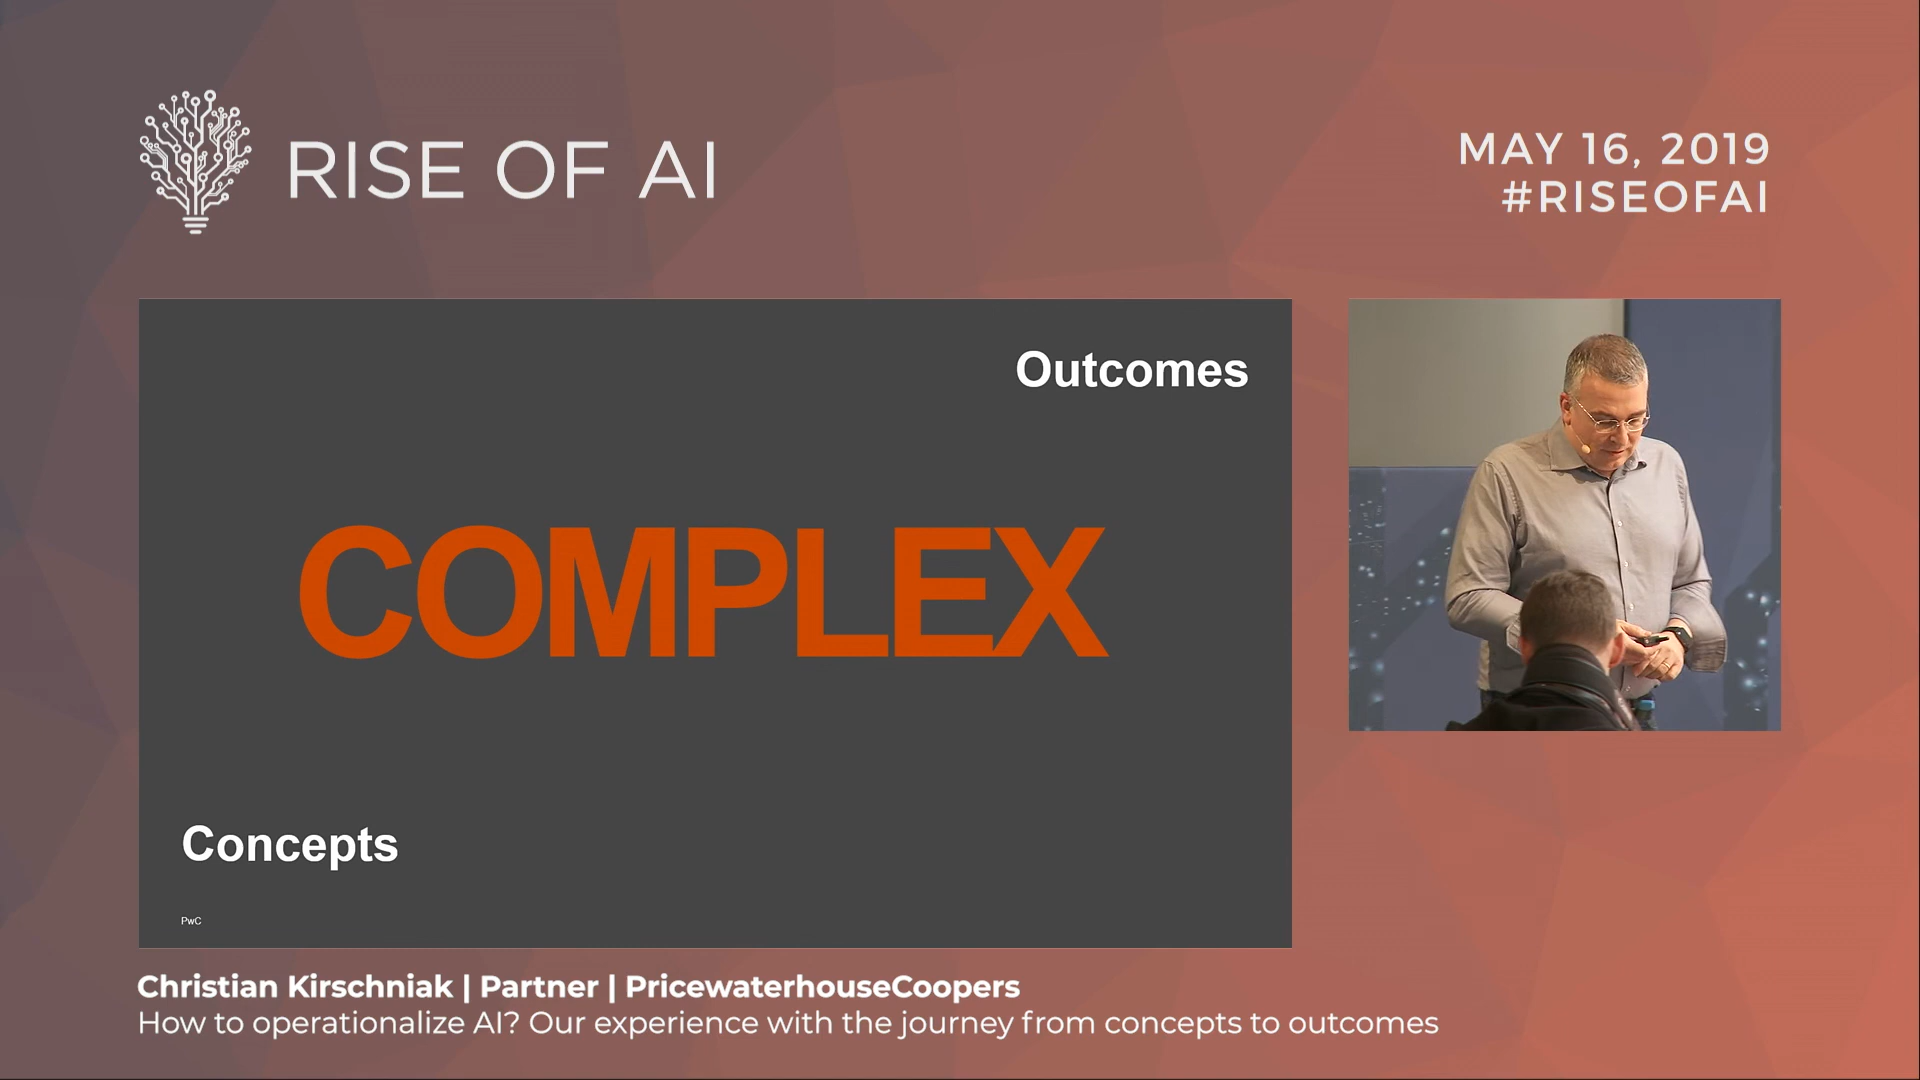 RISE OF AI
MAY 16, 2019
#RISEOFAI
Outcomes
COMPLEX
Concepts
PwC
Christian Kirschniak | Partner | PricewaterhouseCoopers
How to operationalize AI? Our experience with the journey from concepts to outcomes